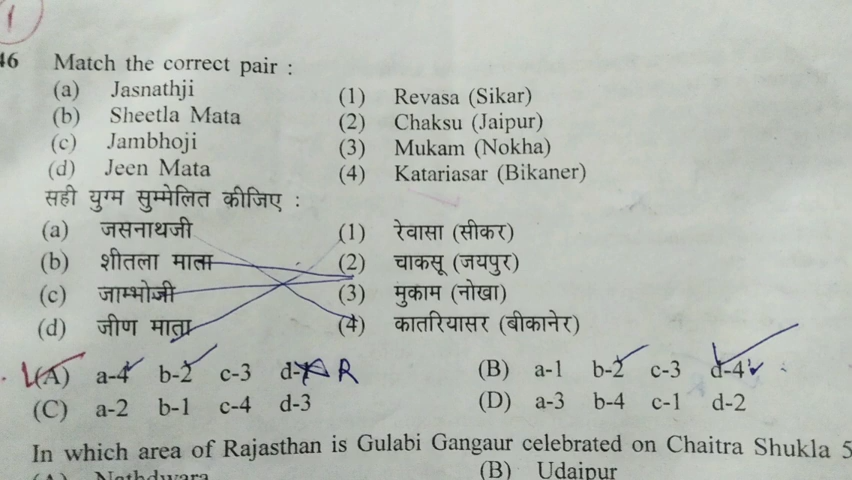 1
46 Match the correct pair :
(a) Jasnathji (1) Revasa (Sikar)
(b) Sheetla Mata (2) Chaksu (Jaipur)
(c) Jambhoji (3) Mukam (Nokha)
(d) Jeen Mata (4) Katariasar (Bikaner)
सही युग्म सुम्मेलित कीजिए :
(a) जसनाथजी (1) रेवासा (सीकर)
(b) शीतला माता (2) चाकसू (जयपुर)
(c) जाम्भोजी (3) मुकाम (नोखा)
(d) जीण माता (4) कातरियासर (बीकानेर)
(A) a-4 b-2 c-3 d- R (B) a-1 b-2 c-3 d-4
(C) a-2 b-1 c-4 d-3 (D) a-3 b-4 c-1 d-2
In which area of Rajasthan is Gulabi Gangaur celebrated on Chaitra Shukla 5
(A) Nathdwara (B) Udaipur